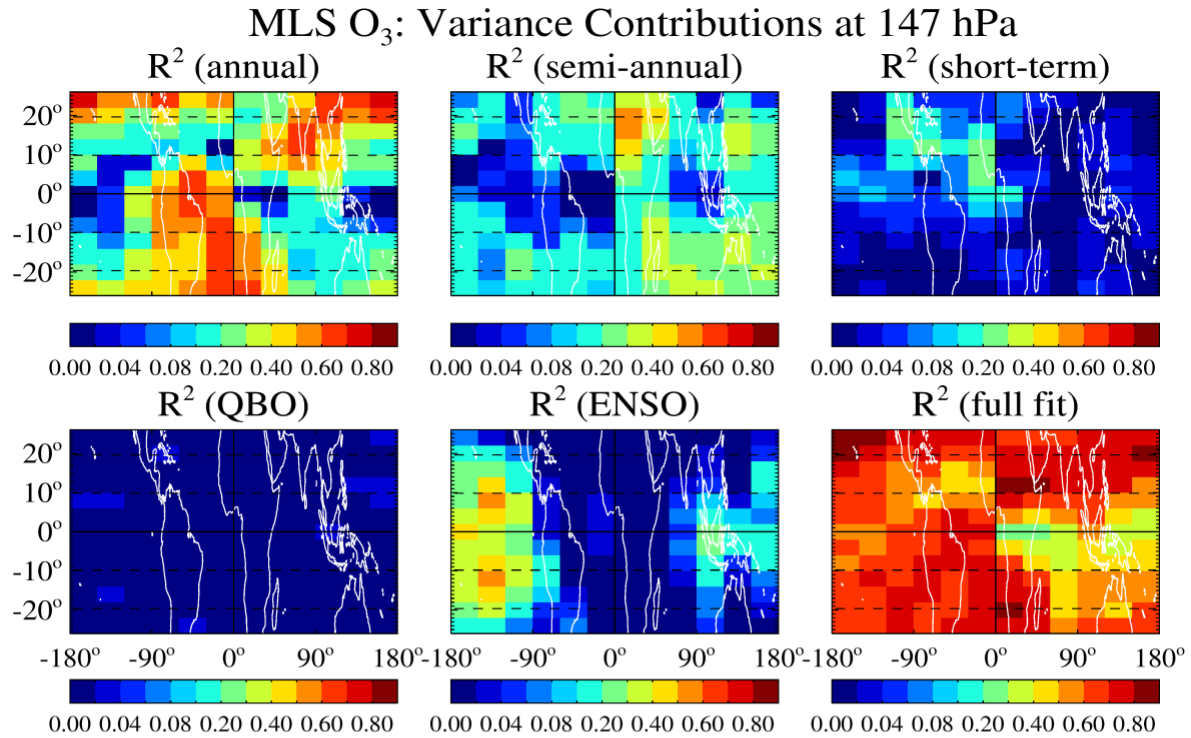 MLS O₃: Variance Contributions at 147 hPa
R² (annual) R² (semi-annual) R² (short-term)
20º
10º
0º
-10º
-20º
0.00 0.04 0.08 0.20 0.40 0.60 0.80 0.00 0.04 0.08 0.20 0.40 0.60 0.80 0.00 0.04 0.08 0.20 0.40 0.60 0.80
R² (QBO) R² (ENSO) R² (full fit)
20º
10º
0º
-10º
-20º
-180º -90º 0º 90º 180º -180º -90º 0º 90º 180º -180º -90º 0º 90º 180º
0.00 0.04 0.08 0.20 0.40 0.60 0.80 0.00 0.04 0.08 0.20 0.40 0.60 0.80 0.00 0.04 0.08 0.20 0.40 0.60 0.80